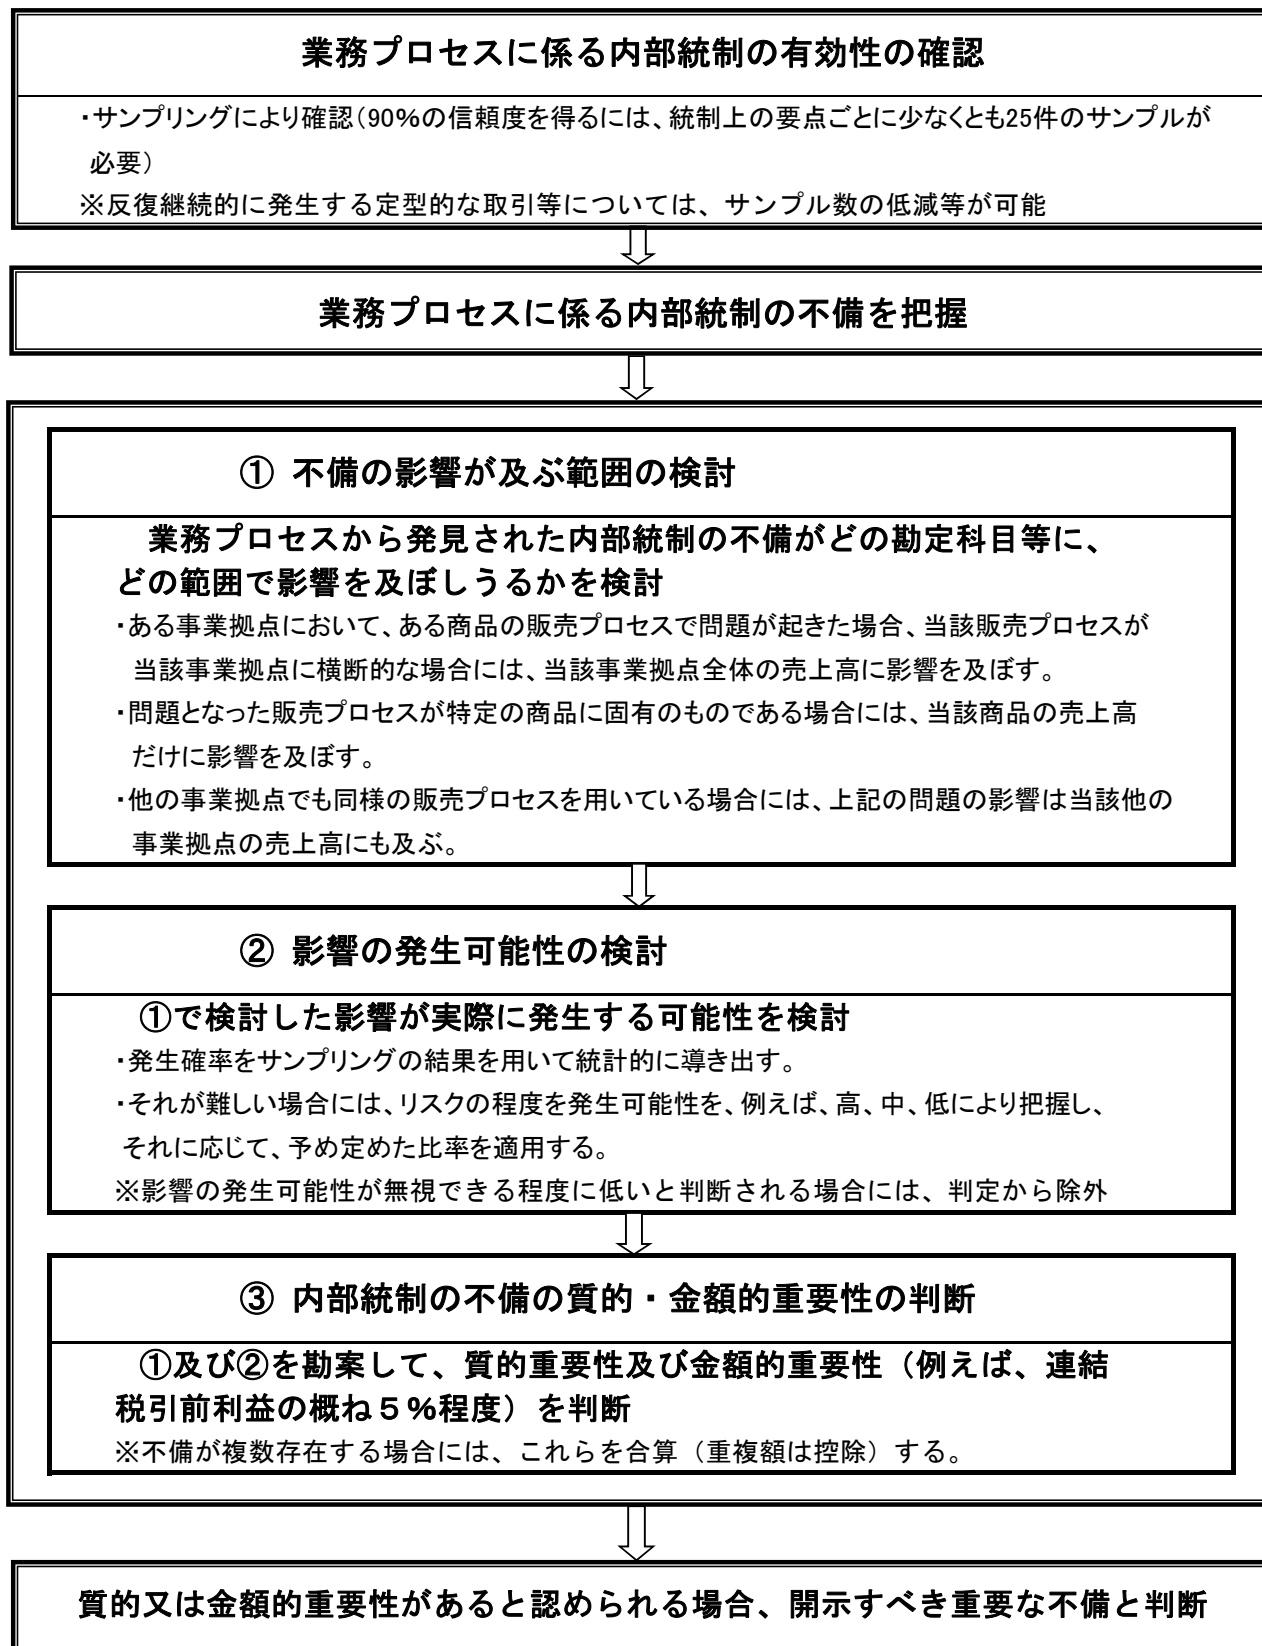 業務プロセスに係る内部統制の有効性の確認
・サンプリングにより確認（90％の信頼度を得るには、統制上の要点ごとに少なくとも25件のサンプルが
必要）
※反復継続的に発生する定型的な取引等については、サンプル数の低減等が可能
業務プロセスに係る内部統制の不備を把握
① 不備の影響が及ぶ範囲の検討
業務プロセスから発見された内部統制の不備がどの勘定科目等に、
どの範囲で影響を及ぼしうるかを検討
・ある事業拠点において、ある商品の販売プロセスで問題が起きた場合、当該販売プロセスが
当該事業拠点に横断的な場合には、当該事業拠点全体の売上高に影響を及ぼす。
・問題となった販売プロセスが特定の商品に固有のものである場合には、当該商品の売上高
だけに影響を及ぼす。
・他の事業拠点でも同様の販売プロセスを用いている場合には、上記の問題の影響は当該他の
事業拠点の売上高にも及ぶ。
② 影響の発生可能性の検討
①で検討した影響が実際に発生する可能性を検討
・発生確率をサンプリングの結果を用いて統計的に導き出す。
・それが難しい場合には、リスクの程度を発生可能性を、例えば、高、中、低により把握し、
それに応じて、予め定めた比率を適用する。
※影響の発生可能性が無視できる程度に低いと判断される場合には、判定から除外
③ 内部統制の不備の質的・金額的重要性の判断
①及び②を勘案して、質的重要性及び金額的重要性（例えば、連結
税引前利益の概ね５％程度）を判断
※不備が複数存在する場合には、これらを合算（重複額は控除）する。
質的又は金額的重要性があると認められる場合、開示すべき重要な不備と判断